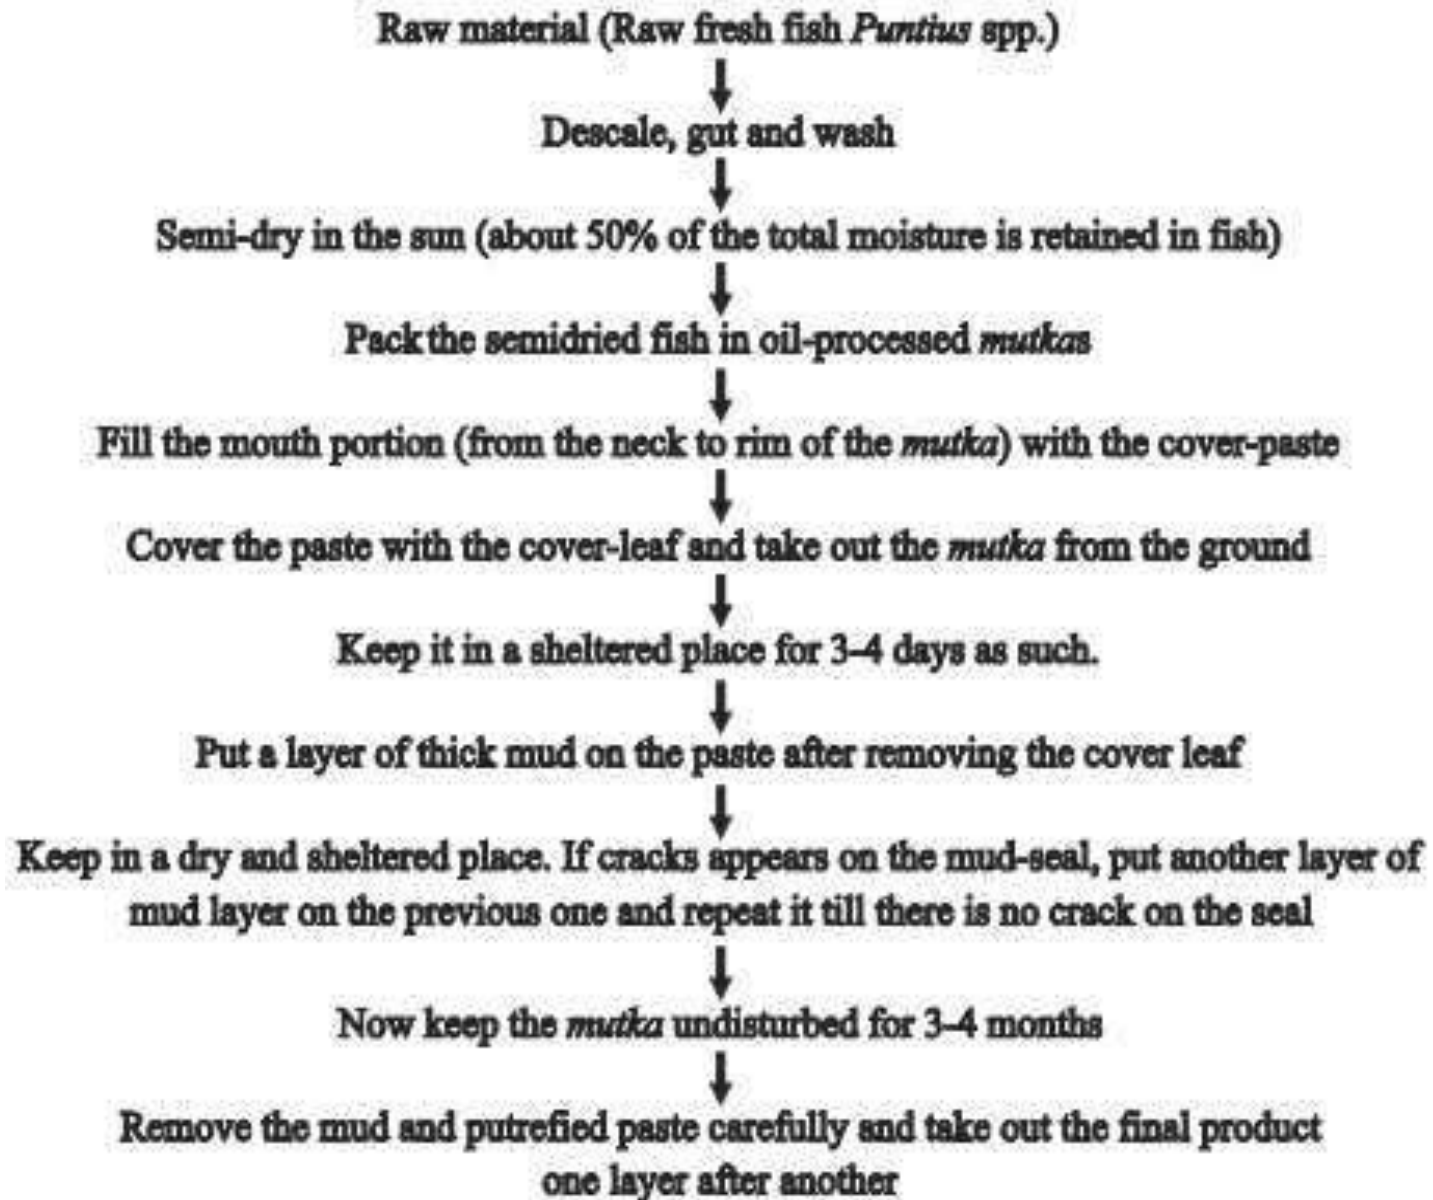 Raw material (Raw fresh fish Puntius spp.)
Descale, gut and wash
Semi-dry in the sun (about 50% of the total moisture is retained in fish)
Pack the semidried fish in oil-processed mutkas
Fill the mouth portion (from the neck to rim of the mutka) with the cover-paste
Cover the paste with the cover-leaf and take out the mutka from the ground
Keep it in a sheltered place for 3-4 days as such.
Put a layer of thick mud on the paste after removing the cover leaf
Keep in a dry and sheltered place. If cracks appears on the mud-seal, put another layer of
mud layer on the previous one and repeat it till there is no crack on the seal
Now keep the mutka undisturbed for 3-4 months
Remove the mud and putrefied paste carefully and take out the final product
one layer after another